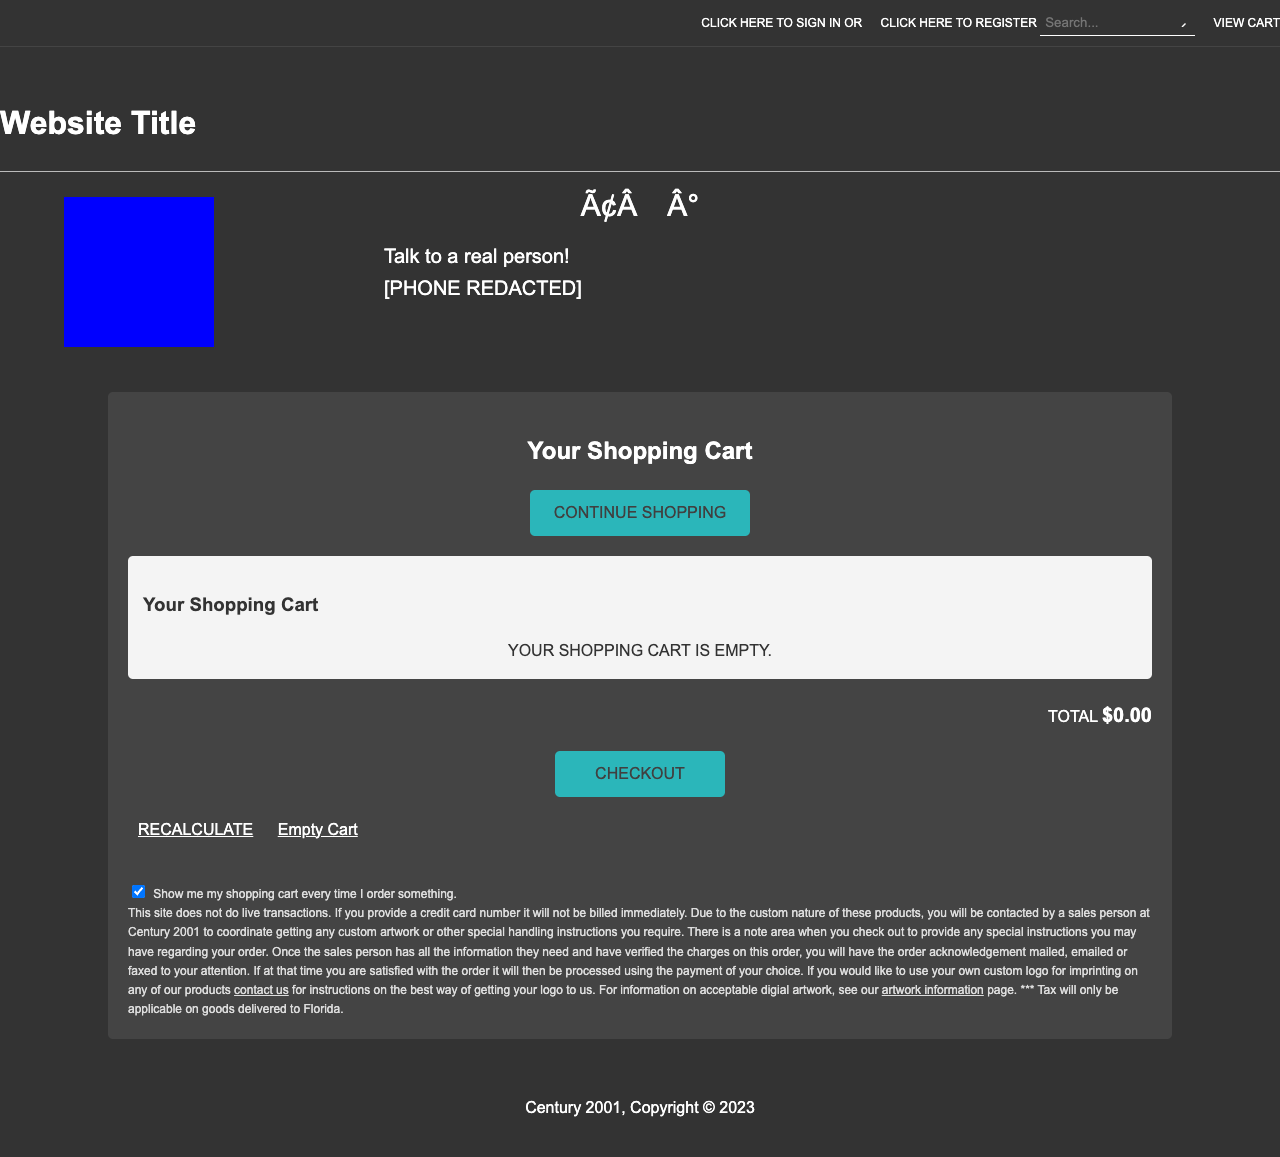 CLICK HERE TO SIGN IN OR CLICK HERE TO REGISTER Search... VIEW CART
Website Title
Ã¢Â Â°
Talk to a real person!
[PHONE REDACTED]
Your Shopping Cart
CONTINUE SHOPPING
Your Shopping Cart
YOUR SHOPPING CART IS EMPTY.
TOTAL $0.00
CHECKOUT
RECALCULATE Empty Cart
Show me my shopping cart every time I order something.
This site does not do live transactions. If you provide a credit card number it will not be billed immediately. Due to the custom nature of these products, you will be contacted by a sales person at
Century 2001 to coordinate getting any custom artwork or other special handling instructions you require. There is a note area when you check out to provide any special instructions you may
have regarding your order. Once the sales person has all the information they need and have verified the charges on this order, you will have the order acknowledgement mailed, emailed or
faxed to your attention. If at that time you are satisfied with the order it will then be processed using the payment of your choice. If you would like to use your own custom logo for imprinting on
any of our products contact us for instructions on the best way of getting your logo to us. For information on acceptable digial artwork, see our artwork information page. *** Tax will only be
applicable on goods delivered to Florida.
Century 2001, Copyright © 2023